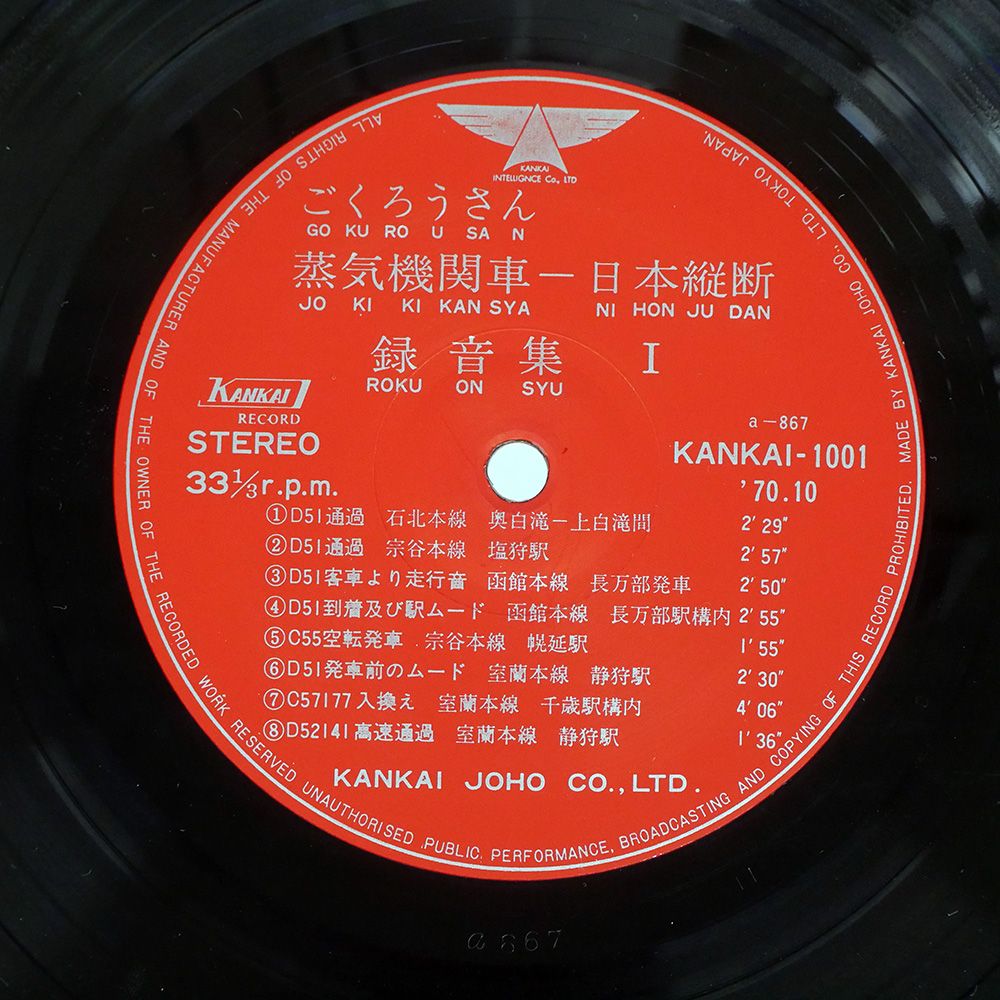 KANKAI
INTELLIGNCE Co., LTD
ごくろうさん
GO KU RO U SA N
蒸気機関車－日本縦断
JO KI KI KAN SYA NI HON JU DAN
録音集 I
ROKU ON SYU
KANKAI
RECORD
STEREO
33⅓r.p.m.
a－867
KANKAI-1001
'70.10
①D51通過 石北本線 奥白滝－上白滝間 2'29"
②D51通過 宗谷本線 塩狩駅 2'57"
③D51客車より走行音 函館本線 長万部発車 2'50"
④D51到着及び駅ムード 函館本線 長万部駅構内 2'55"
⑤C55空転発車 宗谷本線 幌延駅 1'55"
⑥D51発車前のムード 室蘭本線 静狩駅 2'30"
⑦C57177入換え 室蘭本線 千歳駅構内 4'06"
⑧D52141高速通過 室蘭本線 静狩駅 1'36"
KANKAI JOHO CO., LTD.
ALL RIGHTS OF THE MANUFACTURER AND OF THE OWNER OF THE RECORDED WORK RESERVED UNAUTHORISED PUBLIC PERFORMANCE, BROADCASTING AND COPYING OF THIS RECORD PROHIBITED. MADE BY KANKAI JOHO CO., LTD. TOKYO JAPAN.
a 867